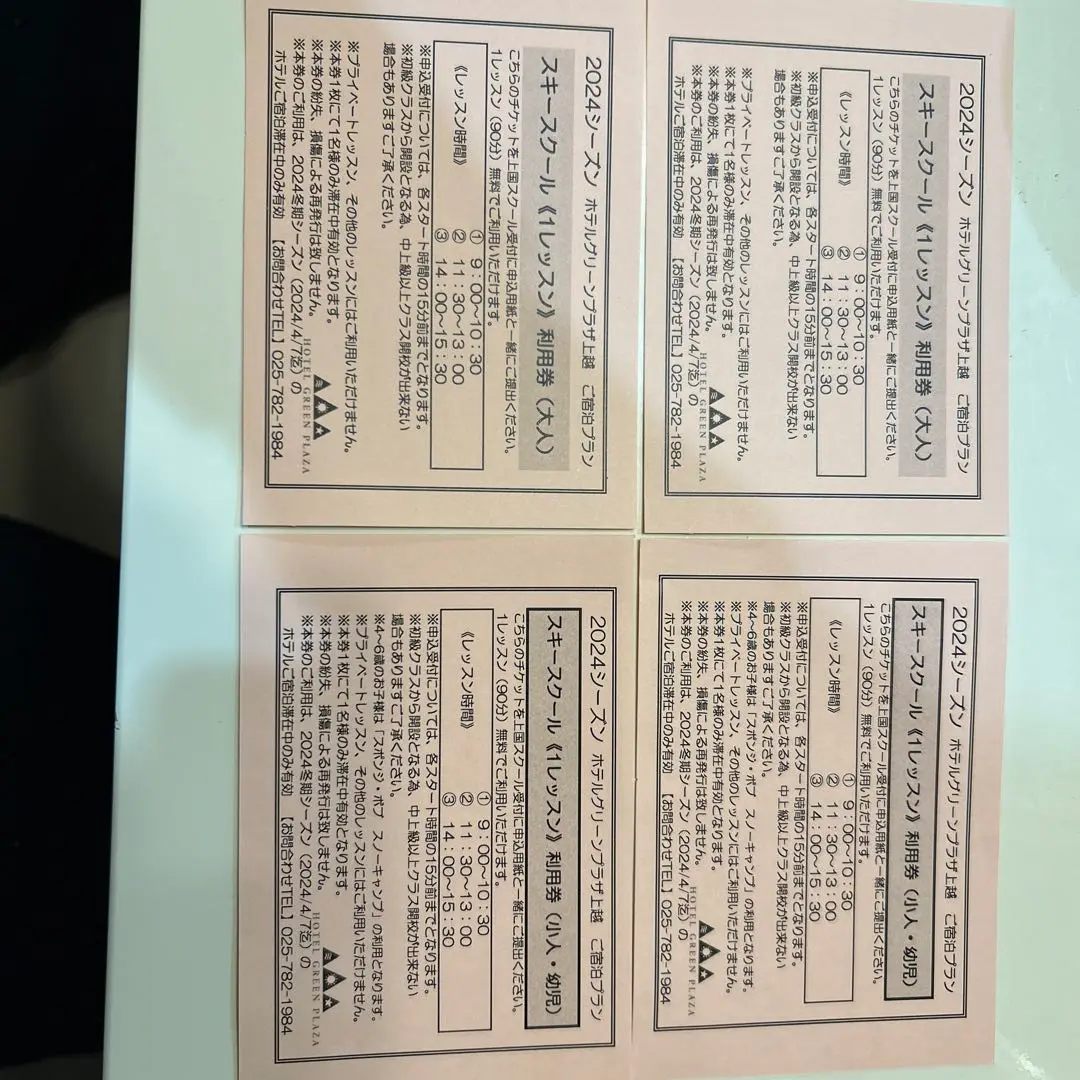 2024シーズン ホテルグリーンプラザ上越 ご宿泊プラン
スキースクール《1レッスン》利用券（大人）
こちらのチケットを上国スクール受付に申込用紙と一緒にご提出ください。
1レッスン（90分）無料でご利用いただけます。
《レッスン時間》
① 9:00～10:30
② 11:30～13:00
③ 14:00～15:30
※申込受付については、各スタート時間の15分前までとなります。
※初級クラスから開設となる為、中上級以上クラス開校が出来ない
場合もありますご了承ください。
※プライベートレッスン、その他のレッスンにはご利用いただけません。
※本券1枚にて1名様のみ滞在中有効となります。
※本券の紛失、損傷による再発行は致しません。
※本券のご利用は、2024冬期シーズン（2024/4/7迄）の
ホテルご宿泊滞在中のみ有効 【お問合わせTEL】025-782-1984
HOTEL GREEN PLAZA
2024シーズン ホテルグリーンプラザ上越 ご宿泊プラン
スキースクール《1レッスン》利用券（小人・幼児）
こちらのチケットを上国スクール受付に申込用紙と一緒にご提出ください。
1レッスン（90分）無料でご利用いただけます。
《レッスン時間》
① 9:00～10:30
② 11:30～13:00
③ 14:00～15:30
※申込受付については、各スタート時間の15分前までとなります。
※初級クラスから開設となる為、中上級以上クラス開校が出来ない
場合もありますご了承ください。
※4～6歳のお子様は「スポンジ・ボブ スノーキャンプ」の利用となります。
※プライベートレッスン、その他のレッスンにはご利用いただけません。
※本券1枚にて1名様のみ滞在中有効となります。
※本券の紛失、損傷による再発行は致しません。
※本券のご利用は、2024冬期シーズン（2024/4/7迄）の
ホテルご宿泊滞在中のみ有効 【お問合わせTEL】025-782-1984
HOTEL GREEN PLAZA
2024シーズン ホテルグリーンプラザ上越 ご宿泊プラン
スキースクール《1レッスン》利用券（大人）
こちらのチケットを上国スクール受付に申込用紙と一緒にご提出ください。
1レッスン（90分）無料でご利用いただけます。
《レッスン時間》
① 9:00～10:30
② 11:30～13:00
③ 14:00～15:30
※申込受付については、各スタート時間の15分前までとなります。
※初級クラスから開設となる為、中上級以上クラス開校が出来ない
場合もありますご了承ください。
※プライベートレッスン、その他のレッスンにはご利用いただけません。
※本券1枚にて1名様のみ滞在中有効となります。
※本券の紛失、損傷による再発行は致しません。
※本券のご利用は、2024冬期シーズン（2024/4/7迄）の
ホテルご宿泊滞在中のみ有効 【お問合わせTEL】025-782-1984
HOTEL GREEN PLAZA
2024シーズン ホテルグリーンプラザ上越 ご宿泊プラン
スキースクール《1レッスン》利用券（小人・幼児）
こちらのチケットを上国スクール受付に申込用紙と一緒にご提出ください。
1レッスン（90分）無料でご利用いただけます。
《レッスン時間》
① 9:00～10:30
② 11:30～13:00
③ 14:00～15:30
※申込受付については、各スタート時間の15分前までとなります。
※初級クラスから開設となる為、中上級以上クラス開校が出来ない
場合もありますご了承ください。
※4～6歳のお子様は「スポンジ・ボブ スノーキャンプ」の利用となります。
※プライベートレッスン、その他のレッスンにはご利用いただけません。
※本券1枚にて1名様のみ滞在中有効となります。
※本券の紛失、損傷による再発行は致しません。
※本券のご利用は、2024冬期シーズン（2024/4/7迄）の
ホテルご宿泊滞在中のみ有効 【お問合わせTEL】025-782-1984
HOTEL GREEN PLAZA